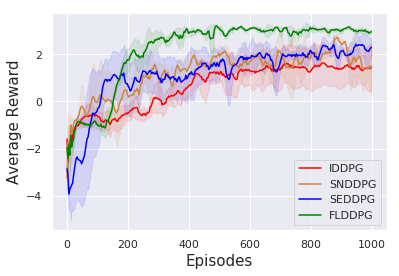 Average Reward
2
0
−2
−4
IDDPG
SNDDPG
SEDDPG
FLDDPG
0 200 400 600 800 1000
Episodes